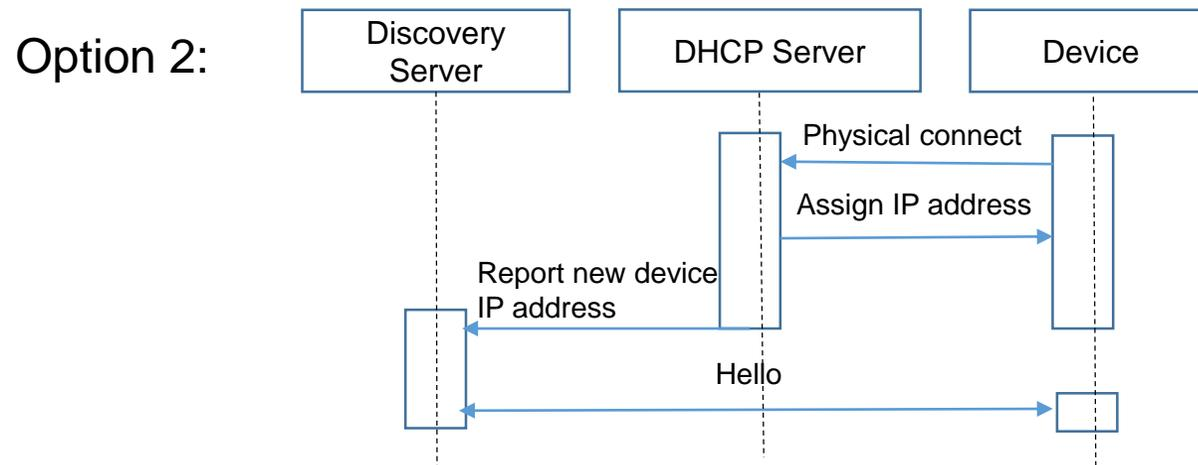 Option 2:
Discovery
Server
DHCP Server
Device
Physical connect
Assign IP address
Report new device
IP address
Hello